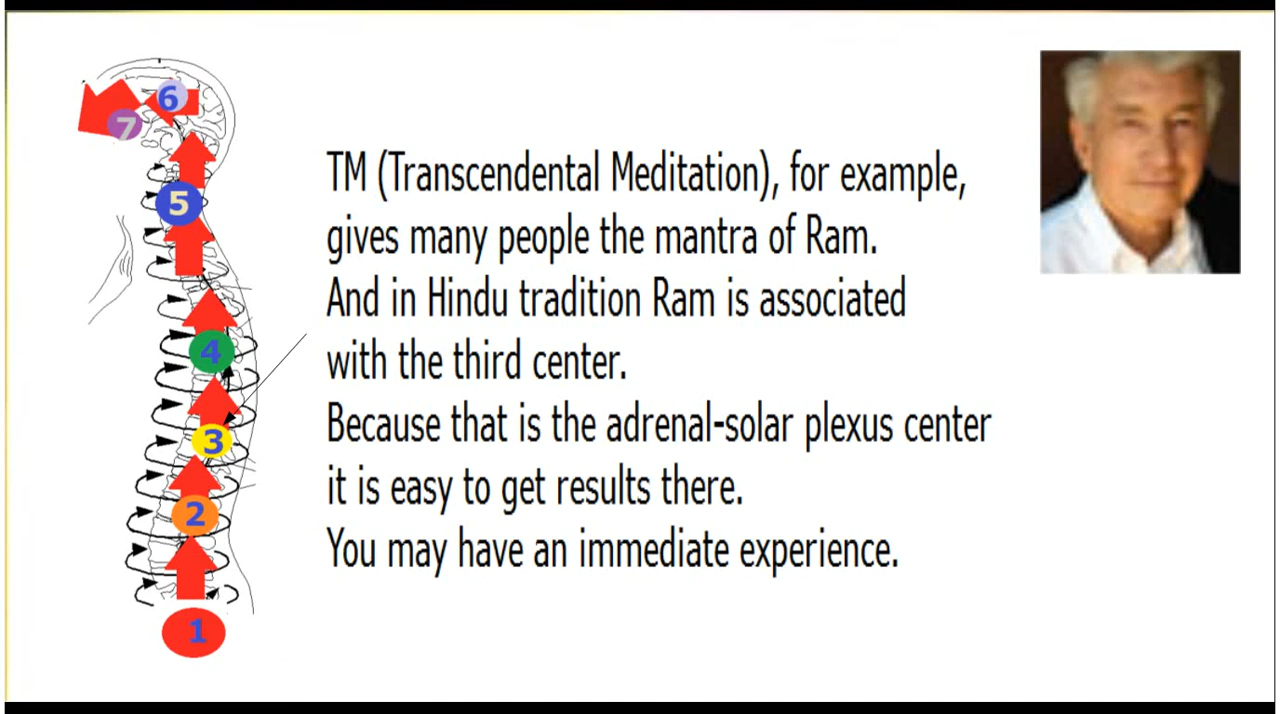 7
6
5
4
3
2
1
TM (Transcendental Meditation), for example,
gives many people the mantra of Ram.
And in Hindu tradition Ram is associated
with the third center.
Because that is the adrenal-solar plexus center
it is easy to get results there.
You may have an immediate experience.